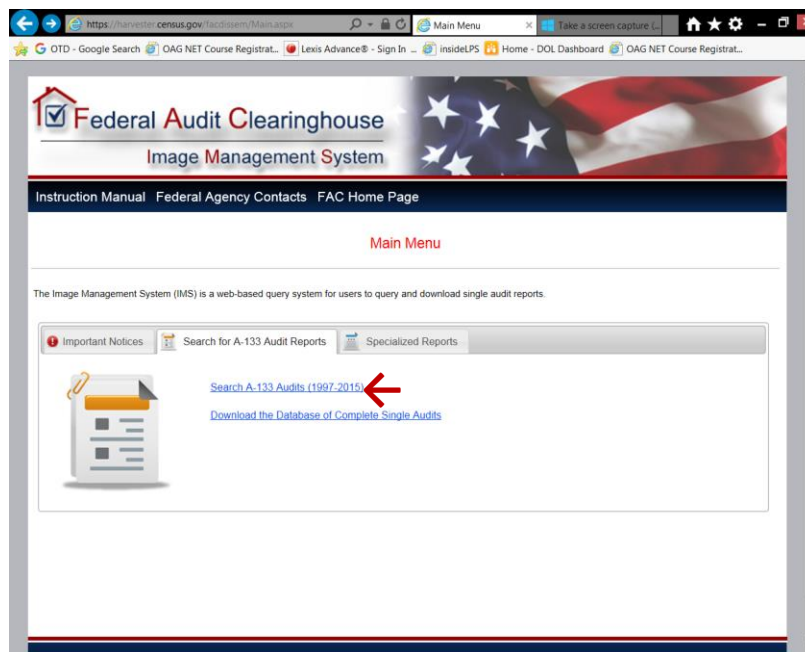 https://harvester.census.gov/facdissem/Main.aspx
Main Menu
Take a screen capture (...
OTD - Google Search
OAG NET Course Registrat...
Lexis Advance® - Sign In ...
insideLPS
Home - DOL Dashboard
OAG NET Course Registrat...
Federal Audit Clearinghouse
Image Management System
Instruction Manual Federal Agency Contacts FAC Home Page
Main Menu
The Image Management System (IMS) is a web-based query system for users to query and download single audit reports.
Important Notices
Search for A-133 Audit Reports
Specialized Reports
Search A-133 Audits (1997-2015)
Download the Database of Complete Single Audits